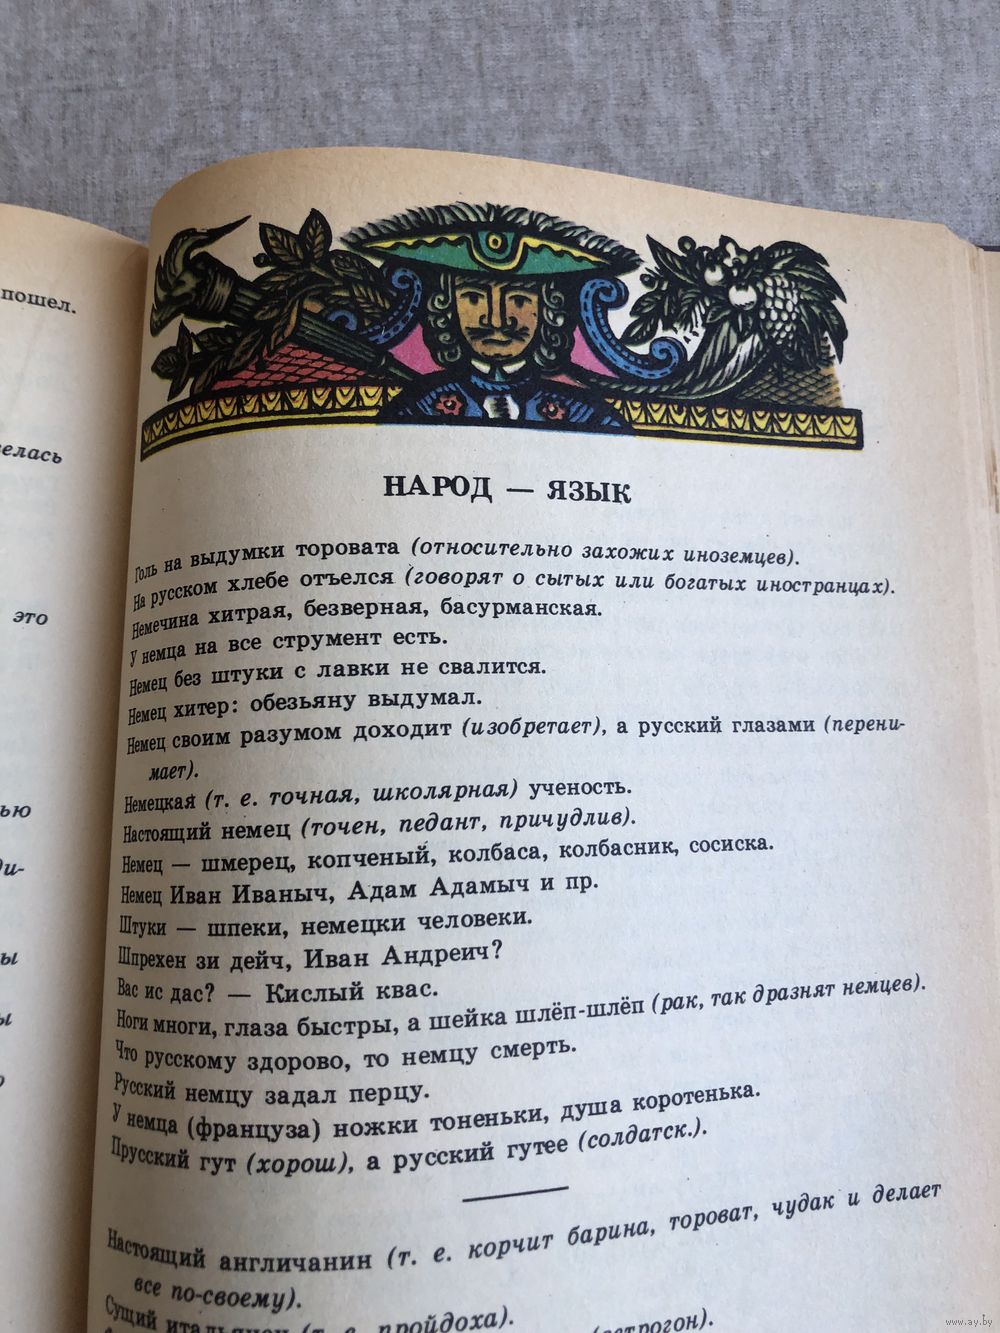 пошел.
елась
это
ью
ди-
ы
ы
о
НАРОД — ЯЗЫК
Голь на выдумки торовата (относительно захожих иноземцев).
На русском хлебе отъелся (говорят о сытых или богатых иностранцах).
Немечина хитрая, безверная, басурманская.
У немца на все струмент есть.
Немец без штуки с лавки не свалится.
Немец хитер: обезьяну выдумал.
Немец своим разумом доходит (изобретает), а русский глазами (перени-
мает).
Немецкая (т. е. точная, школярная) ученость.
Настоящий немец (точен, педант, причудлив).
Немец — шмерец, копченый, колбаса, колбасник, сосиска.
Немец Иван Иваныч, Адам Адамыч и пр.
Штуки — шпеки, немецки человеки.
Шпрехен зи дейч, Иван Андреич?
Вас ис дас? — Кислый квас.
Ноги многи, глаза быстры, а шейка шлёп-шлёп (рак, так дразнят немцев).
Что русскому здорово, то немцу смерть.
Русский немцу задал перцу.
У немца (француза) ножки тоненьки, душа коротенька.
Прусский гут (хорош), а русский гутее (солдатск.).
Настоящий англичанин (т. е. корчит барина, тороват, чудак и делает
все по-своему).
Сущий итальянец (т. е. пройдоха).
www.ay.by